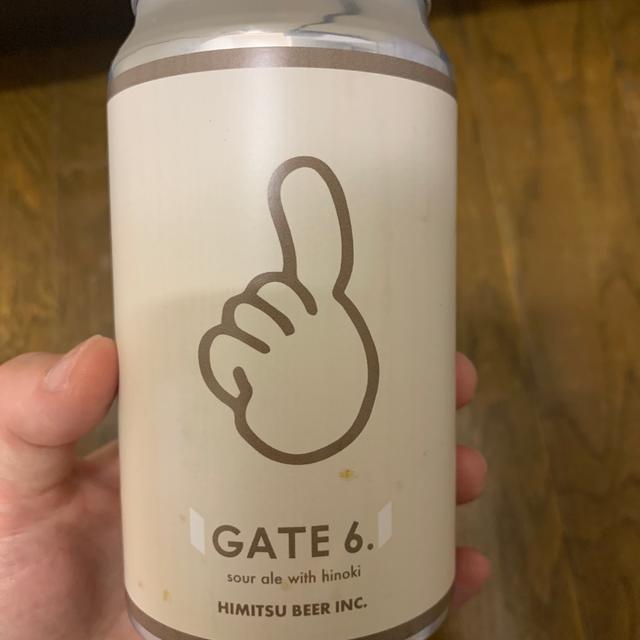 GATE 6.
sour ale with hinoki
HIMITSU BEER INC.